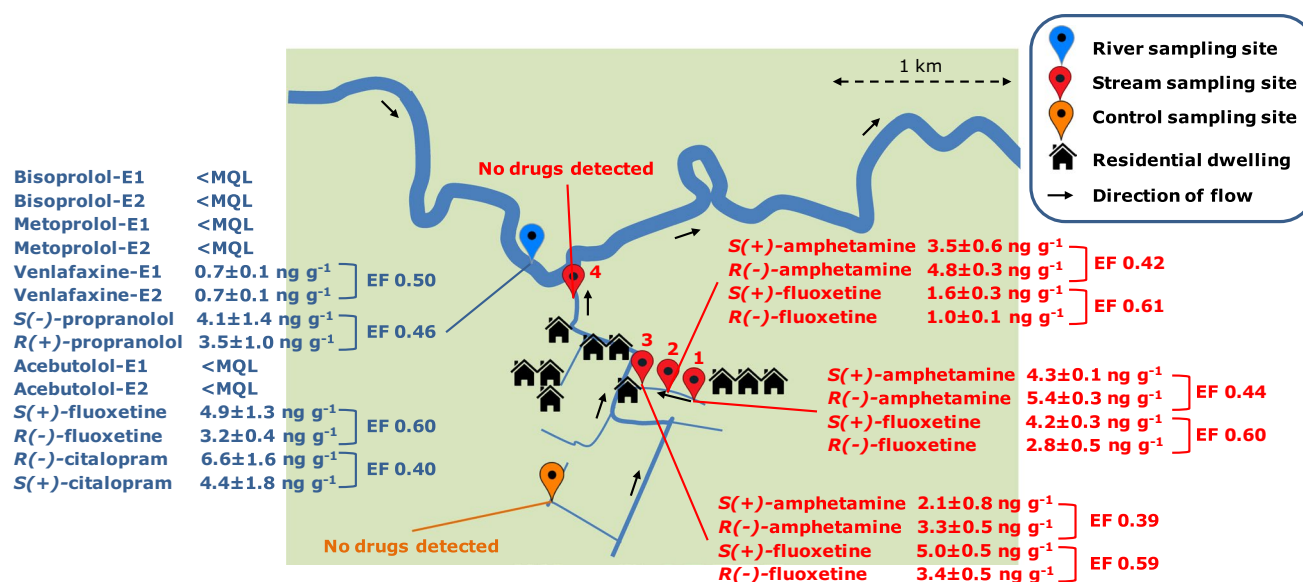 River sampling site
Stream sampling site
Control sampling site
Residential dwelling
Direction of flow
1 km
No drugs detected
4
3
2
1
Bisoprolol-E1 <MQL
Bisoprolol-E2 <MQL
Metoprolol-E1 <MQL
Metoprolol-E2 <MQL
Venlafaxine-E1 0.7±0.1 ng g⁻¹
Venlafaxine-E2 0.7±0.1 ng g⁻¹
EF 0.50
S(-)-propranolol 4.1±1.4 ng g⁻¹
R(+)-propranolol 3.5±1.0 ng g⁻¹
EF 0.46
Acebutolol-E1 <MQL
Acebutolol-E2 <MQL
S(+)-fluoxetine 4.9±1.3 ng g⁻¹
R(-)-fluoxetine 3.2±0.4 ng g⁻¹
EF 0.60
R(-)-citalopram 6.6±1.6 ng g⁻¹
S(+)-citalopram 4.4±1.8 ng g⁻¹
EF 0.40
S(+)-amphetamine 3.5±0.6 ng g⁻¹
R(-)-amphetamine 4.8±0.3 ng g⁻¹
EF 0.42
S(+)-fluoxetine 1.6±0.3 ng g⁻¹
R(-)-fluoxetine 1.0±0.1 ng g⁻¹
EF 0.61
S(+)-amphetamine 4.3±0.1 ng g⁻¹
R(-)-amphetamine 5.4±0.3 ng g⁻¹
EF 0.44
S(+)-fluoxetine 4.2±0.3 ng g⁻¹
R(-)-fluoxetine 2.8±0.5 ng g⁻¹
EF 0.60
S(+)-amphetamine 2.1±0.8 ng g⁻¹
R(-)-amphetamine 3.3±0.5 ng g⁻¹
EF 0.39
S(+)-fluoxetine 5.0±0.5 ng g⁻¹
R(-)-fluoxetine 3.4±0.5 ng g⁻¹
EF 0.59
No drugs detected